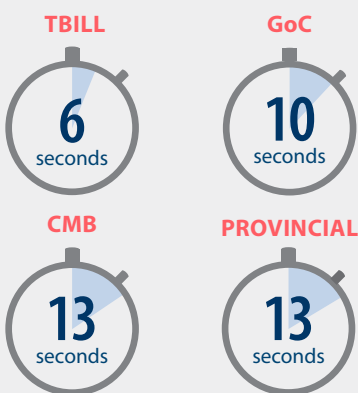 TBILL
6
seconds
GoC
10
seconds
CMB
13
seconds
PROVINCIAL
13
seconds